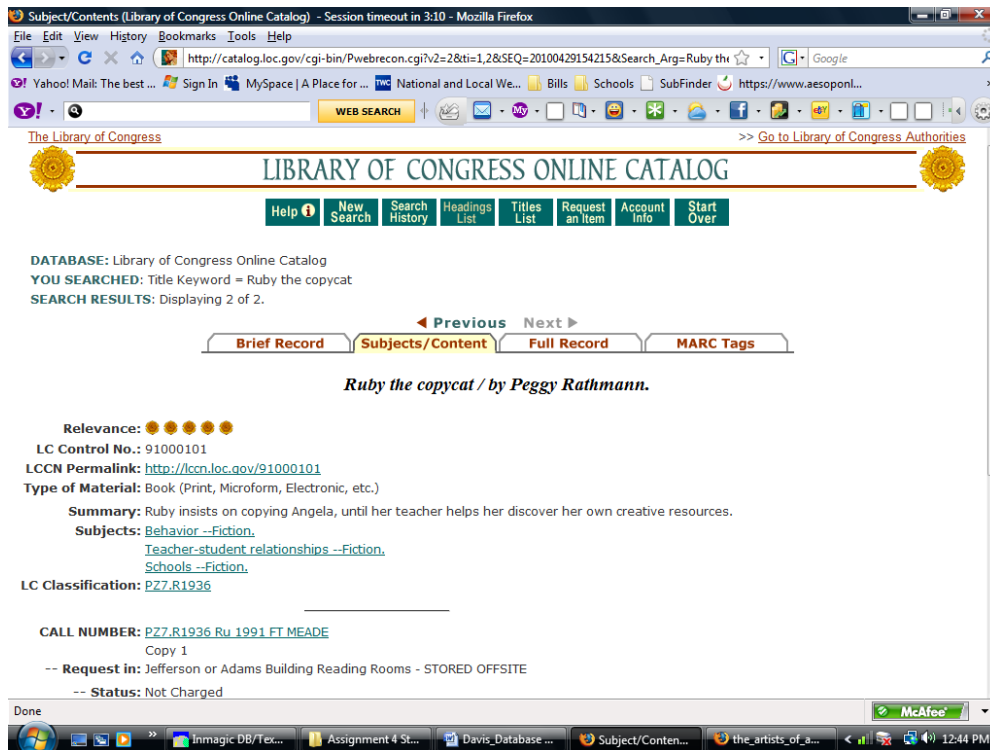 Subject/Contents (Library of Congress Online Catalog) - Session timeout in 3:10 - Mozilla Firefox
File Edit View History Bookmarks Tools Help
http://catalog.loc.gov/cgi-bin/Pwebrecon.cgi?v2=2&ti=1,2&SEQ=20100429154215&Search_Arg=Ruby the Google
Yahoo! Mail: The best ... Sign In MySpace | A Place for ... TWC National and Local We... Bills Schools SubFinder https://www.aesoponl...
Y! WEB SEARCH My
The Library of Congress >> Go to Library of Congress Authorities
LIBRARY OF CONGRESS ONLINE CATALOG
Help New Search Search History Headings List Titles List Request an Item Account Info Start Over
DATABASE: Library of Congress Online Catalog
YOU SEARCHED: Title Keyword = Ruby the copycat
SEARCH RESULTS: Displaying 2 of 2.
Previous Next
Brief Record Subjects/Content Full Record MARC Tags
Ruby the copycat / by Peggy Rathmann.
Relevance:
LC Control No.: 91000101
LCCN Permalink: http://lccn.loc.gov/91000101
Type of Material: Book (Print, Microform, Electronic, etc.)
Summary: Ruby insists on copying Angela, until her teacher helps her discover her own creative resources.
Subjects: Behavior --Fiction.
Teacher-student relationships --Fiction.
Schools --Fiction.
LC Classification: PZ7.R1936
CALL NUMBER: PZ7.R1936 Ru 1991 FT MEADE
Copy 1
-- Request in: Jefferson or Adams Building Reading Rooms - STORED OFFSITE
-- Status: Not Charged
Done McAfee
Inmagic DB/Tex... Assignment 4 St... Davis_Database ... Subject/Conten... the_artists_of_a... 12:44 PM